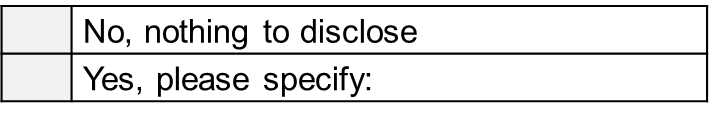 No, nothing to disclose
Yes, please specify: